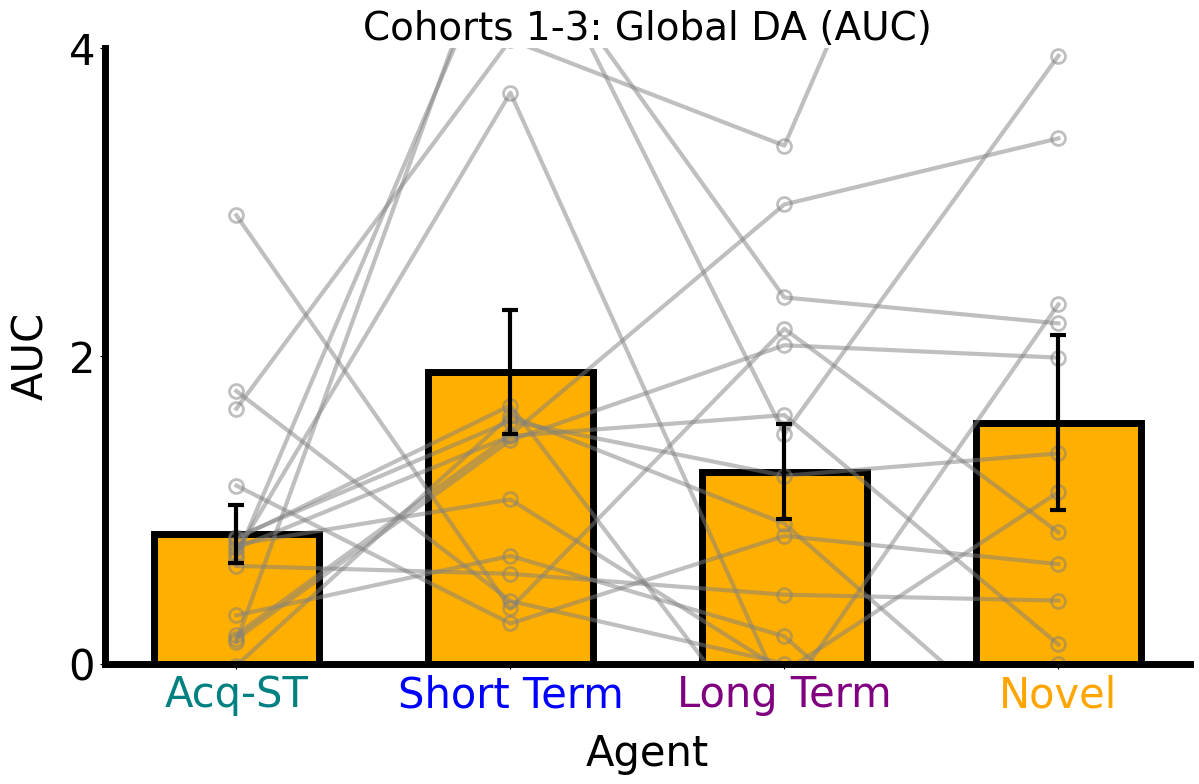 Cohorts 1-3: Global DA (AUC)
4
2
0
AUC
Acq-ST Short Term Long Term Novel
Agent